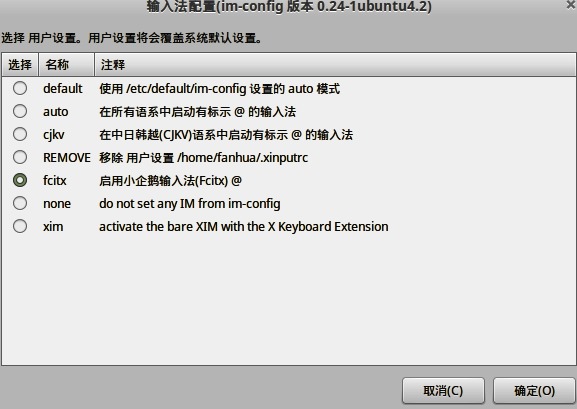 输入法配置(im-config 版本 0.24-1ubuntu4.2)
选择 用户设置。用户设置将会覆盖系统默认设置。
选择 名称 注释
default 使用 /etc/default/im-config 设置的 auto 模式
auto 在所有语系中启动有标示 @ 的输入法
cjkv 在中日韩越(CJKV)语系中启动有标示 @ 的输入法
REMOVE 移除 用户设置 /home/fanhua/.xinputrc
fcitx 启用小企鹅输入法(Fcitx) @
none do not set any IM from im-config
xim activate the bare XIM with the X Keyboard Extension
取消(C) 确定(O)